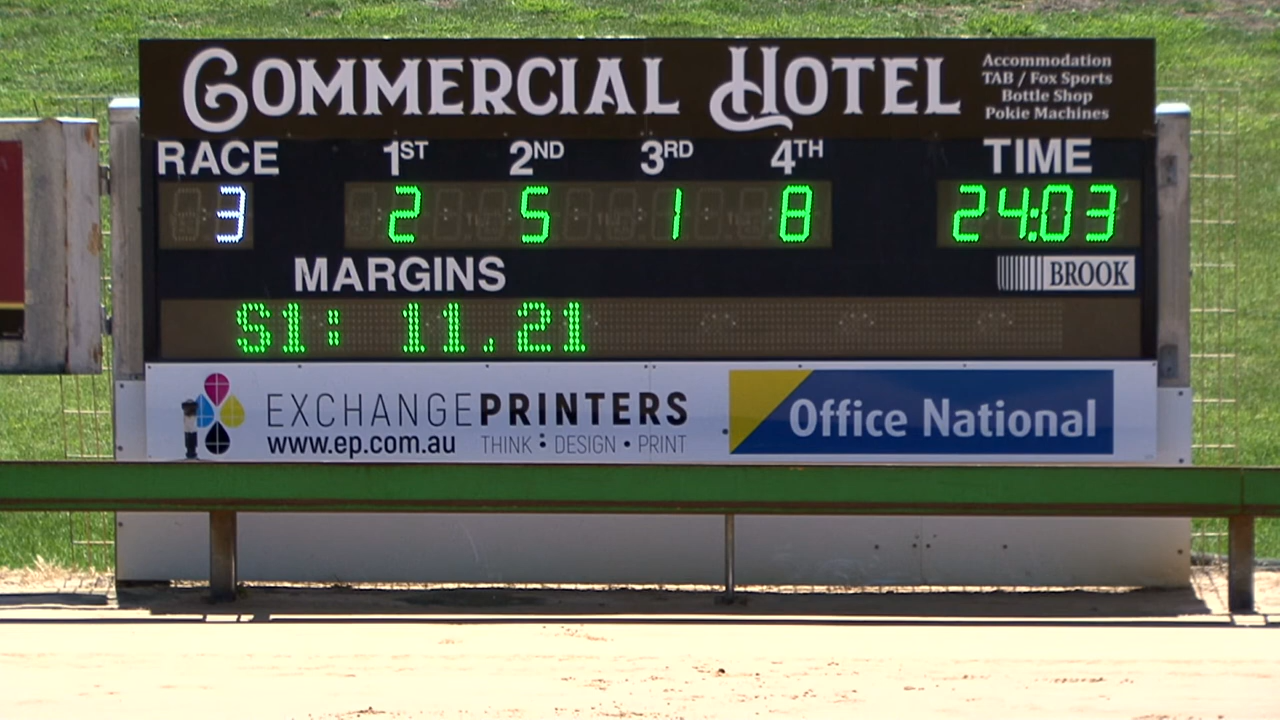 COMMERCIAL HOTEL
Accommodation
TAB / Fox Sports
Bottle Shop
Pokie Machines
RACE 1ST 2ND 3RD 4TH TIME
3 2 5 1 8 24:03
MARGINS
BROOK
S1: 11.21
EXCHANGEPRINTERS
www.ep.com.au THINK • DESIGN • PRINT
Office National